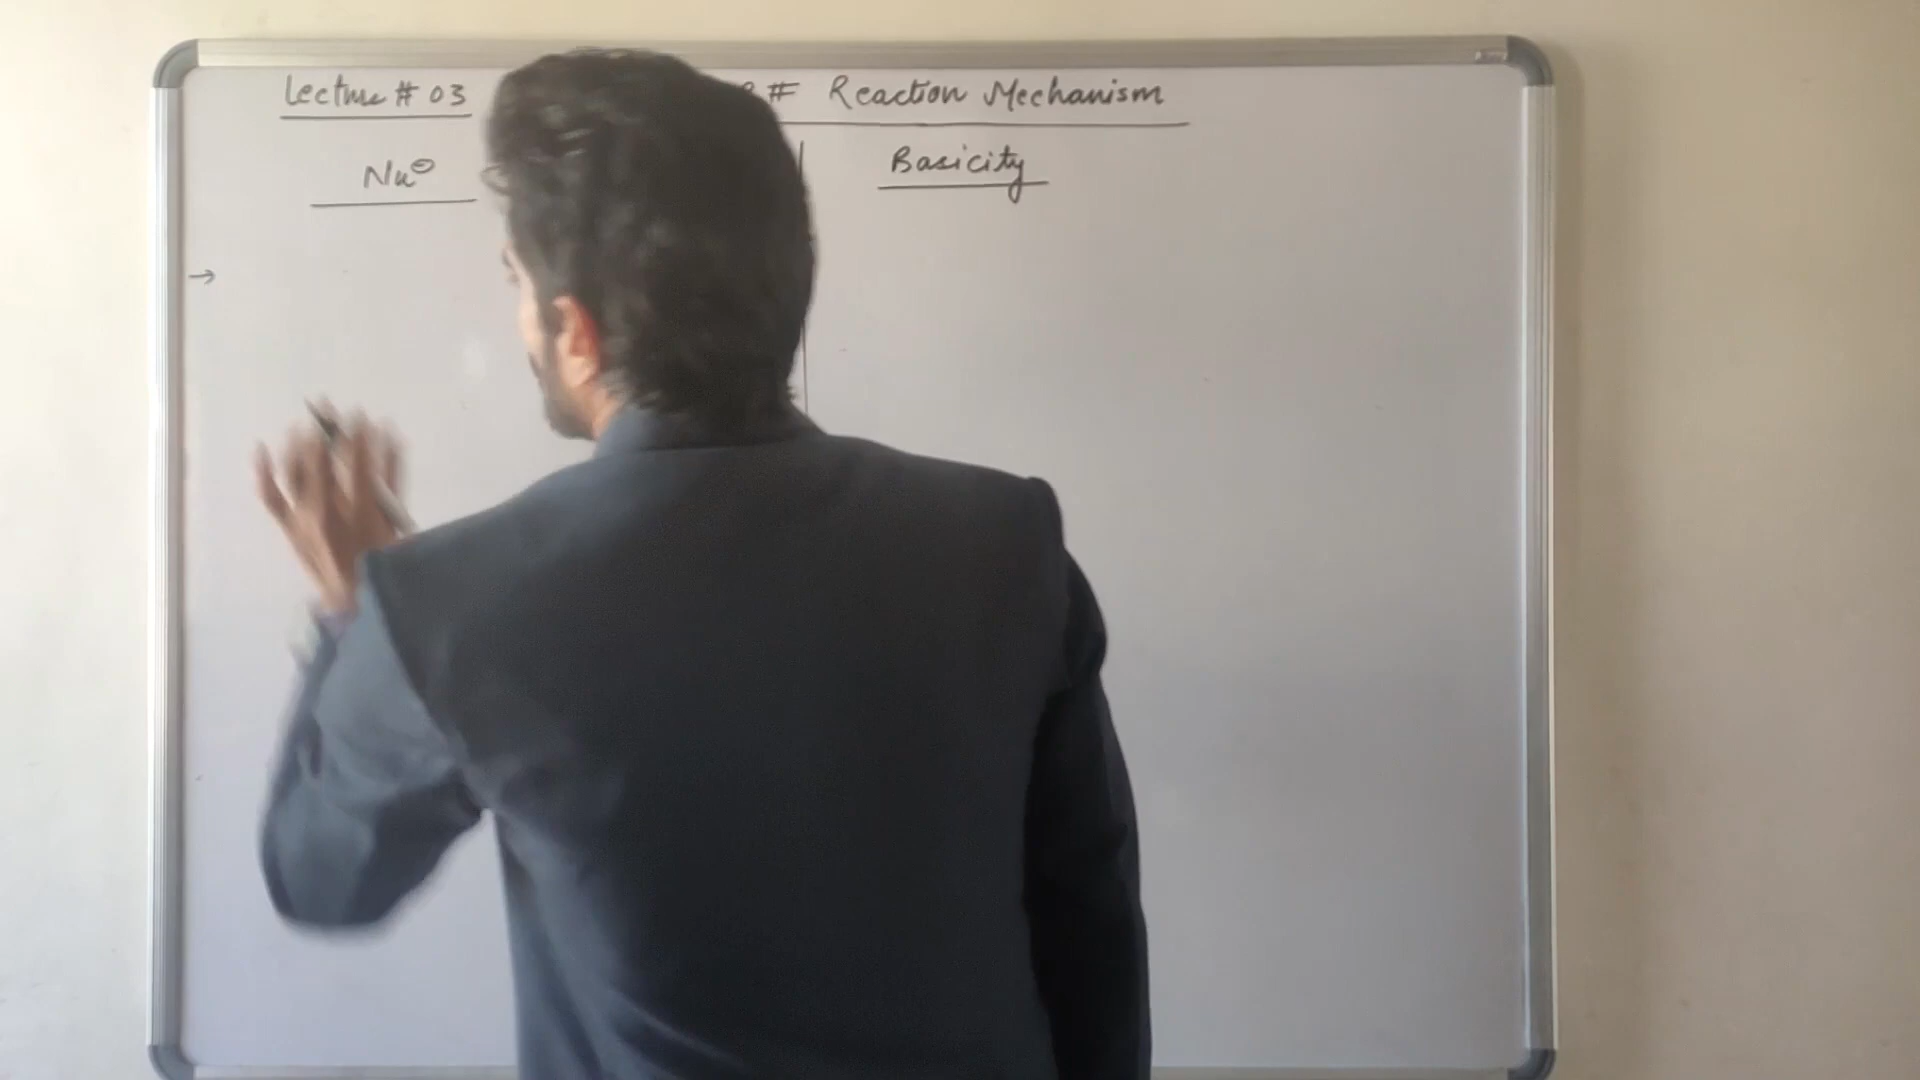 Lecture # 03 # Reaction Mechanism
Nu⊖
Basicity
→